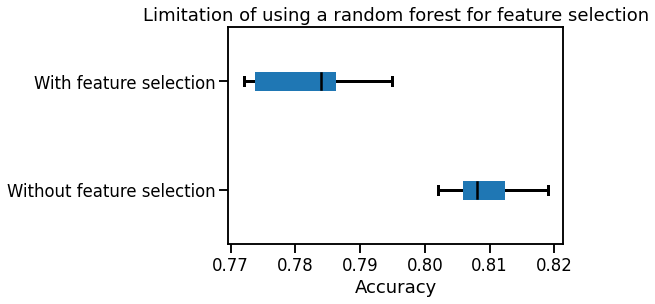 Limitation of using a random forest for feature selection
With feature selection
Without feature selection
0.77 0.78 0.79 0.80 0.81 0.82
Accuracy